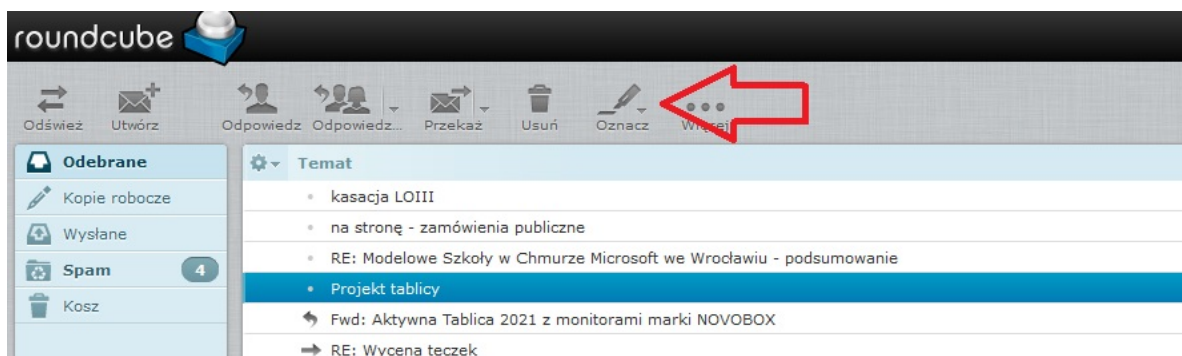 roundcube
Odśwież Utwórz Odpowiedz Odpowiedz... Przekaż Usuń Oznacz Więcej
Odebrane
Kopie robocze
Wysłane
Spam 4
Kosz
Temat
kasacja LOIII
na stronę - zamówienia publiczne
RE: Modelowe Szkoły w Chmurze Microsoft we Wrocławiu - podsumowanie
Projekt tablicy
Fwd: Aktywna Tablica 2021 z monitorami marki NOVOBOX
RE: Wycena teczek